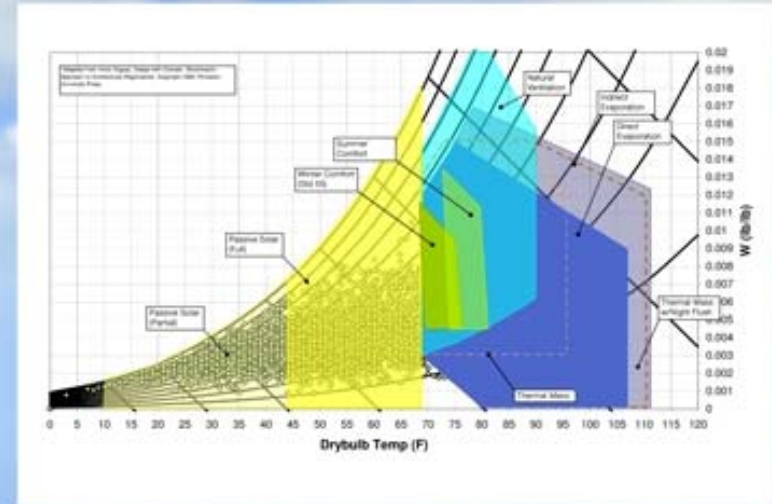 Natural
Ventilation
Indirect
Evaporation
Direct
Evaporation
Summer
Comfort
Winter Comfort
Passive Solar
(Full)
Passive Solar
(Partial)
Thermal Mass
w/Night Flush
Thermal Mass
0.02
0.019
0.018
0.017
0.016
0.015
0.014
0.013
0.012
0.011
0.01
0.009
0.008
0.007
0.006
0.005
0.004
0.003
0.002
0.001
0
W (lb/lb)
0 5 10 15 20 25 30 35 40 45 50 55 60 65 70 75 80 85 90 95 100 105 110 115 120
Drybulb Temp (F)